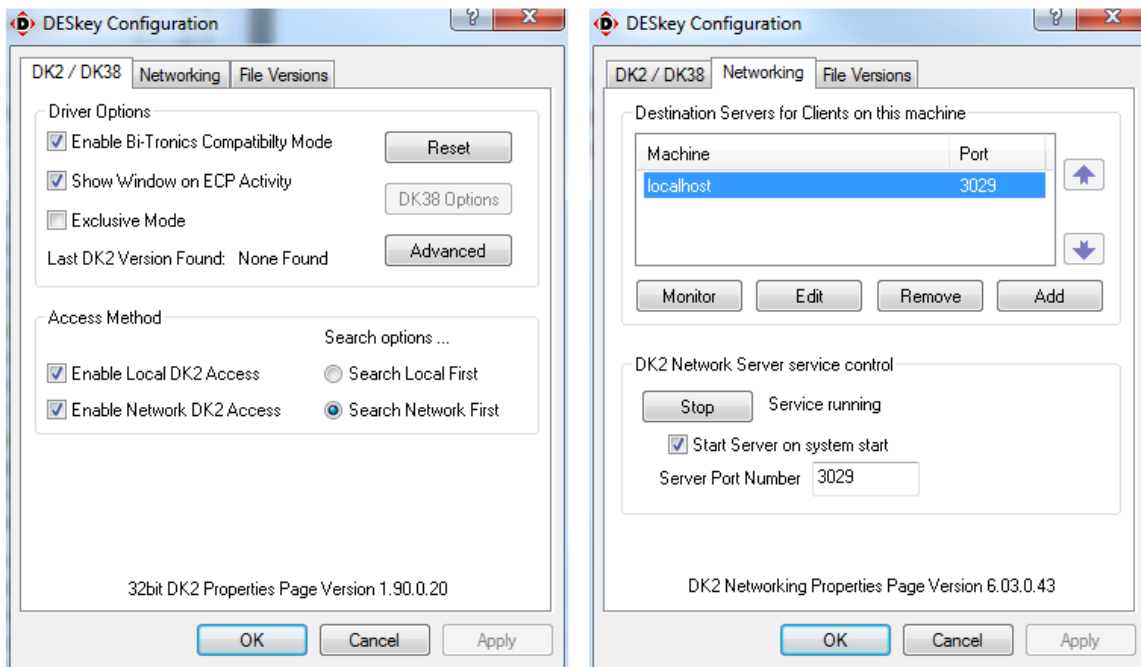 DESkey Configuration
DK2 / DK38
Networking
File Versions
Driver Options
Enable Bi-Tronics Compatibilty Mode
Reset
Show Window on ECP Activity
DK38 Options
Exclusive Mode
Last DK2 Version Found: None Found
Advanced
Access Method
Search options ...
Enable Local DK2 Access
Search Local First
Enable Network DK2 Access
Search Network First
32bit DK2 Properties Page Version 1.90.0.20
OK
Cancel
Apply
DESkey Configuration
DK2 / DK38
Networking
File Versions
Destination Servers for Clients on this machine
Machine
Port
localhost
3029
Monitor
Edit
Remove
Add
DK2 Network Server service control
Stop
Service running
Start Server on system start
Server Port Number 3029
DK2 Networking Properties Page Version 6.03.0.43
OK
Cancel
Apply